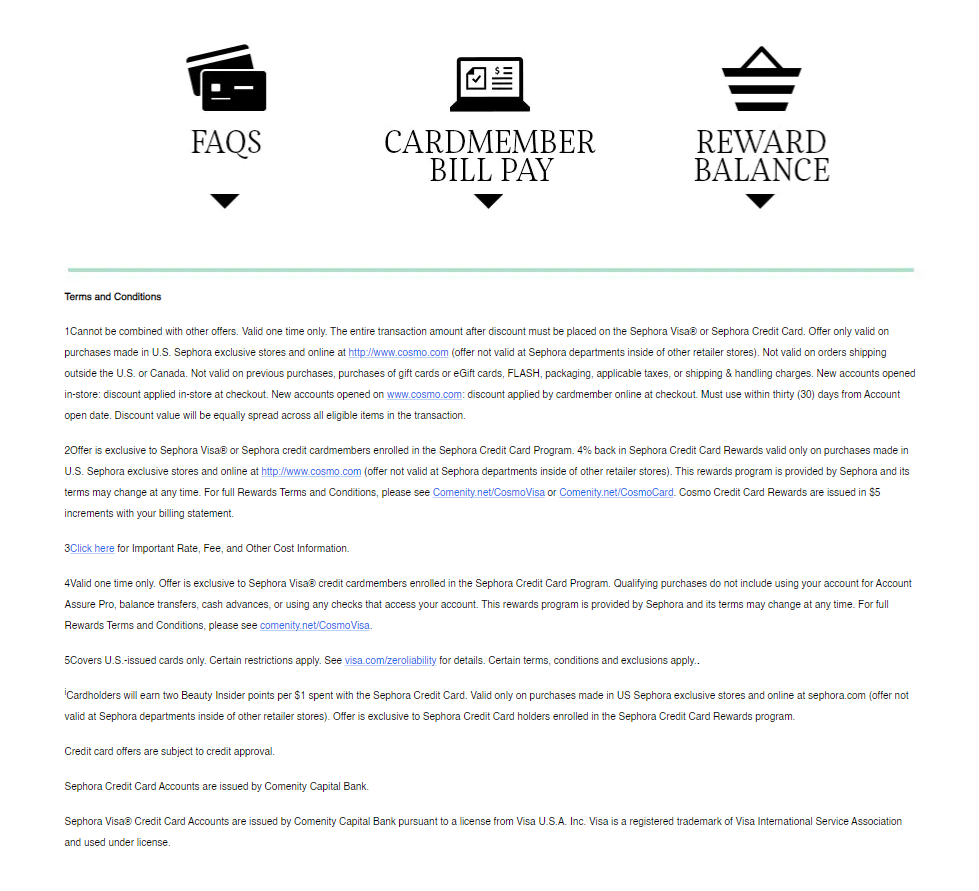 FAQS
CARDMEMBER
BILL PAY
REWARD
BALANCE
Terms and Conditions
1Cannot be combined with other offers. Valid one time only. The entire transaction amount after discount must be placed on the Sephora Visa® or Sephora Credit Card. Offer only valid on
purchases made in U.S. Sephora exclusive stores and online at http://www.cosmo.com (offer not valid at Sephora departments inside of other retailer stores). Not valid on orders shipping
outside the U.S. or Canada. Not valid on previous purchases, purchases of gift cards or eGift cards, FLASH, packaging, applicable taxes, or shipping & handling charges. New accounts opened
in-store: discount applied in-store at checkout. New accounts opened on www.cosmo.com: discount applied by cardmember online at checkout. Must use within thirty (30) days from Account
open date. Discount value will be equally spread across all eligible items in the transaction.
2Offer is exclusive to Sephora Visa® or Sephora credit cardmembers enrolled in the Sephora Credit Card Program. 4% back in Sephora Credit Card Rewards valid only on purchases made in
U.S. Sephora exclusive stores and online at http://www.cosmo.com (offer not valid at Sephora departments inside of other retailer stores). This rewards program is provided by Sephora and its
terms may change at any time. For full Rewards Terms and Conditions, please see Comenity.net/CosmoVisa or Comenity.net/CosmoCard. Cosmo Credit Card Rewards are issued in $5
increments with your billing statement.
3Click here for Important Rate, Fee, and Other Cost Information.
4Valid one time only. Offer is exclusive to Sephora Visa® credit cardmembers enrolled in the Sephora Credit Card Program. Qualifying purchases do not include using your account for Account
Assure Pro, balance transfers, cash advances, or using any checks that access your account. This rewards program is provided by Sephora and its terms may change at any time. For full
Rewards Terms and Conditions, please see comenity.net/CosmoVisa.
5Covers U.S.-issued cards only. Certain restrictions apply. See visa.com/zeroliability for details. Certain terms, conditions and exclusions apply..
iCardholders will earn two Beauty Insider points per $1 spent with the Sephora Credit Card. Valid only on purchases made in US Sephora exclusive stores and online at sephora.com (offer not
valid at Sephora departments inside of other retailer stores). Offer is exclusive to Sephora Credit Card holders enrolled in the Sephora Credit Card Rewards program.
Credit card offers are subject to credit approval.
Sephora Credit Card Accounts are issued by Comenity Capital Bank.
Sephora Visa® Credit Card Accounts are issued by Comenity Capital Bank pursuant to a license from Visa U.S.A. Inc. Visa is a registered trademark of Visa International Service Association
and used under license.